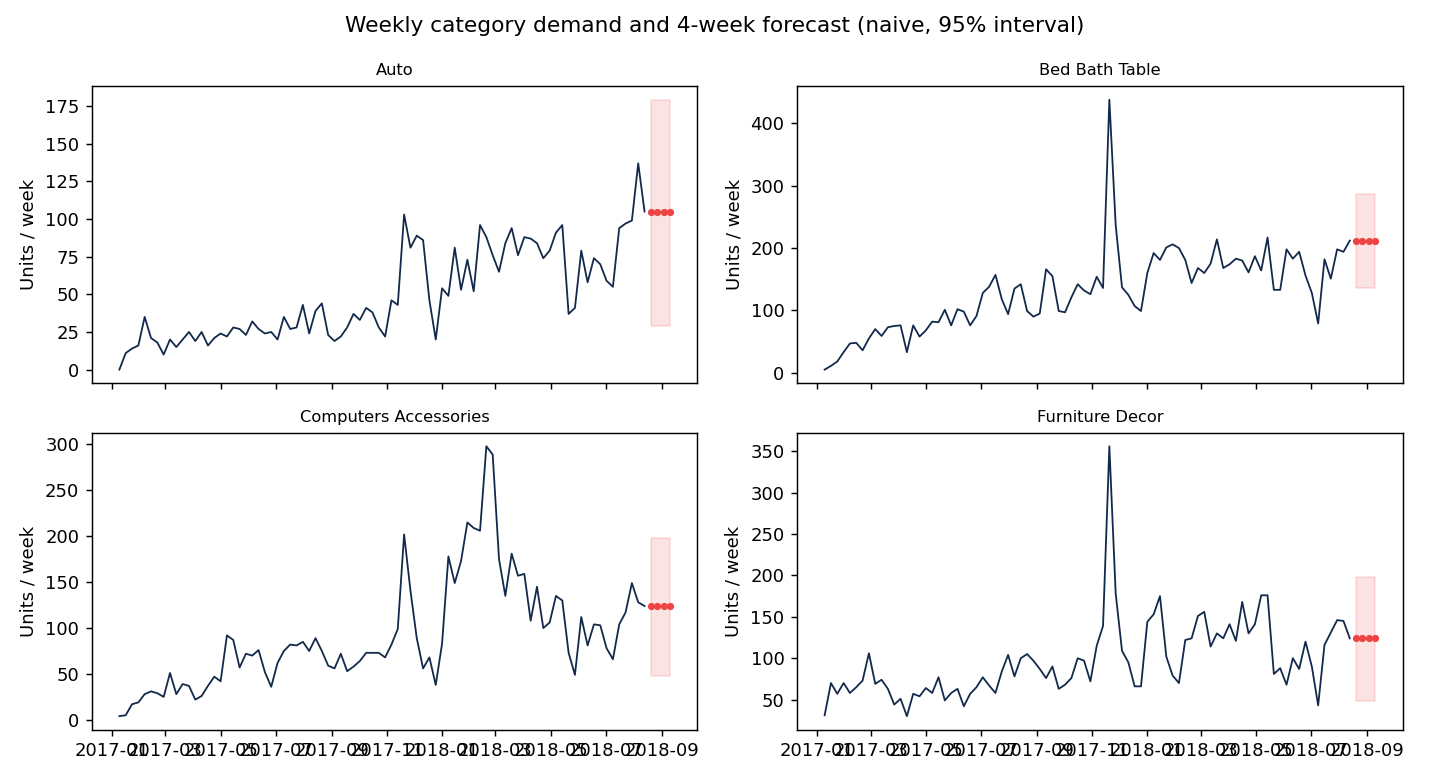 Weekly category demand and 4-week forecast (naive, 95% interval)
Auto
Bed Bath Table
Units / week
175
150
125
100
75
50
25
0
Units / week
400
300
200
100
0
Computers Accessories
Furniture Decor
Units / week
300
250
200
150
100
50
0
Units / week
350
300
250
200
150
100
50
2017-01 2017-03 2017-05 2017-07 2017-09 2017-11 2018-01 2018-03 2018-05 2018-07 2018-09
2017-01 2017-03 2017-05 2017-07 2017-09 2017-11 2018-01 2018-03 2018-05 2018-07 2018-09